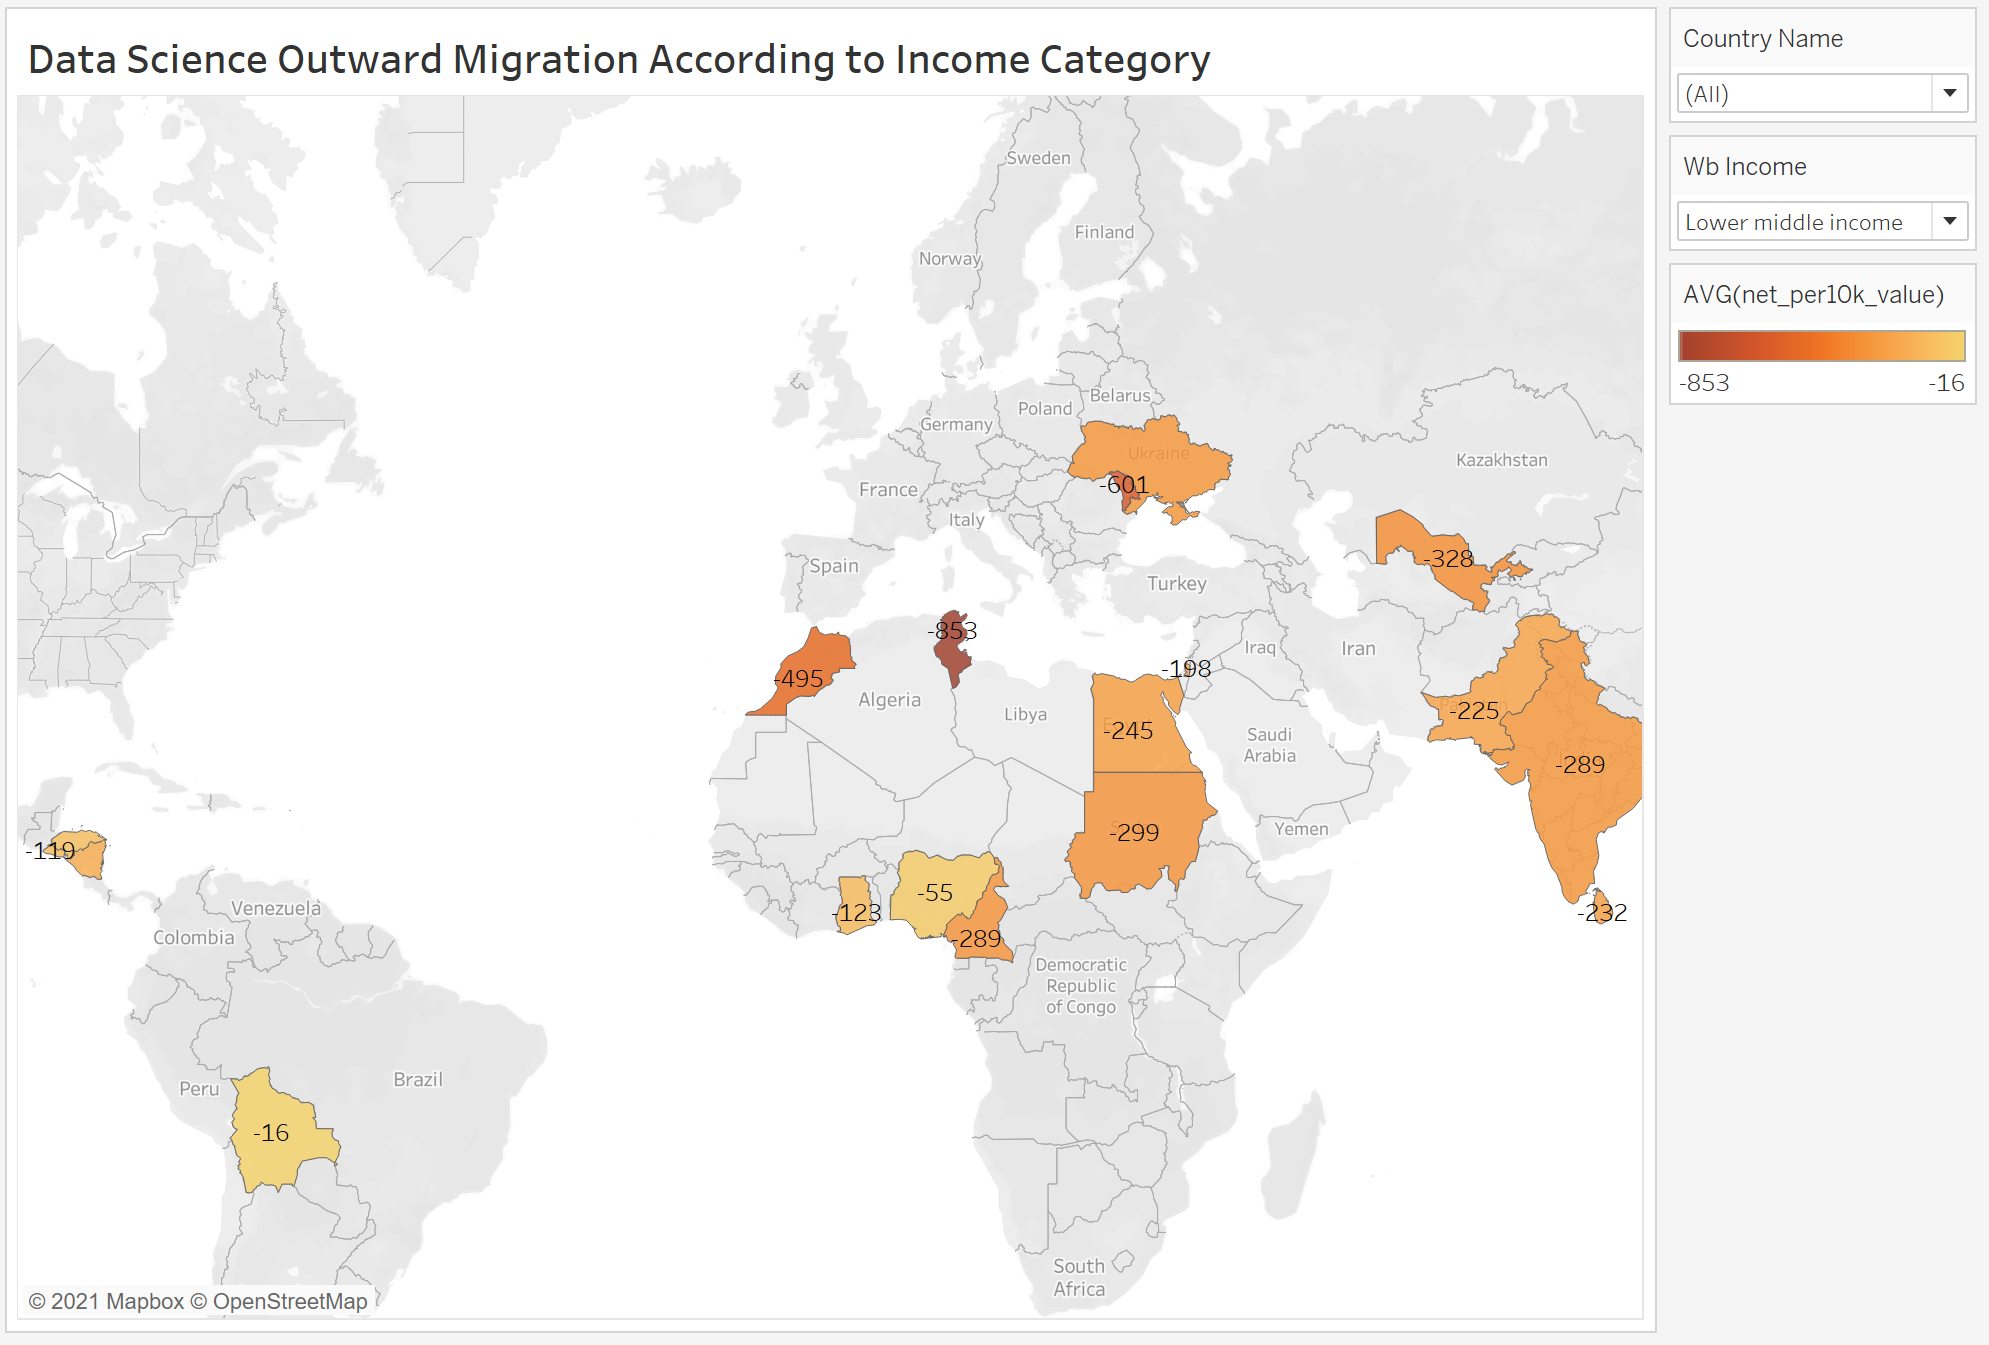 Data Science Outward Migration According to Income Category
Country Name
(All)
Wb Income
Lower middle income
AVG(net_per10k_value)
-853
-16
Sweden
Finland
Norway
Belarus
Poland
Germany
Ukraine
Kazakhstan
-601
France
Italy
-328
Spain
Turkey
-853
Iraq
Iran
-198
-495
Algeria
Libya
-225
-245
Saudi
Arabia
-289
Yemen
-299
-119
-55
-123
-232
-289
Venezuela
Colombia
Democratic
Republic
of Congo
Peru
Brazil
-16
South
Africa
© 2021 Mapbox © OpenStreetMap